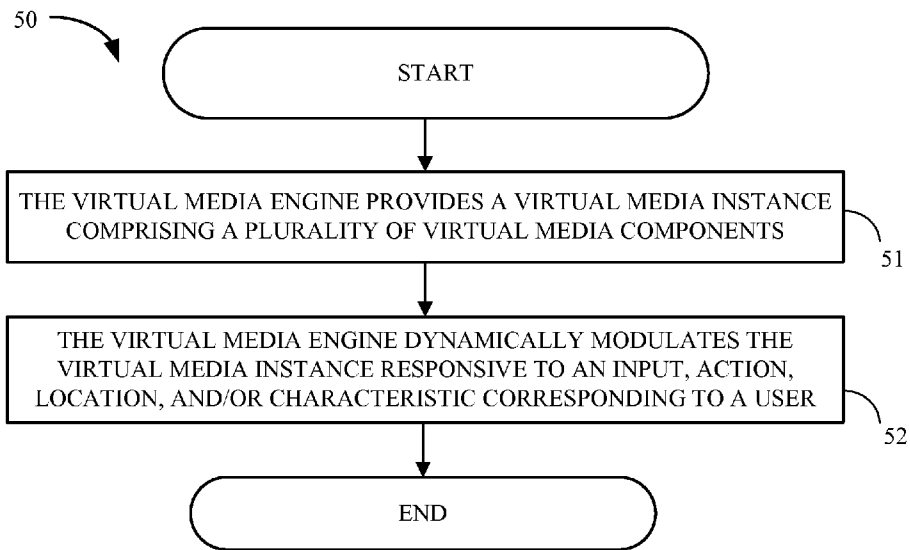 50
START
THE VIRTUAL MEDIA ENGINE PROVIDES A VIRTUAL MEDIA INSTANCE
COMPRISING A PLURALITY OF VIRTUAL MEDIA COMPONENTS
51
THE VIRTUAL MEDIA ENGINE DYNAMICALLY MODULATES THE
VIRTUAL MEDIA INSTANCE RESPONSIVE TO AN INPUT, ACTION,
LOCATION, AND/OR CHARACTERISTIC CORRESPONDING TO A USER
52
END